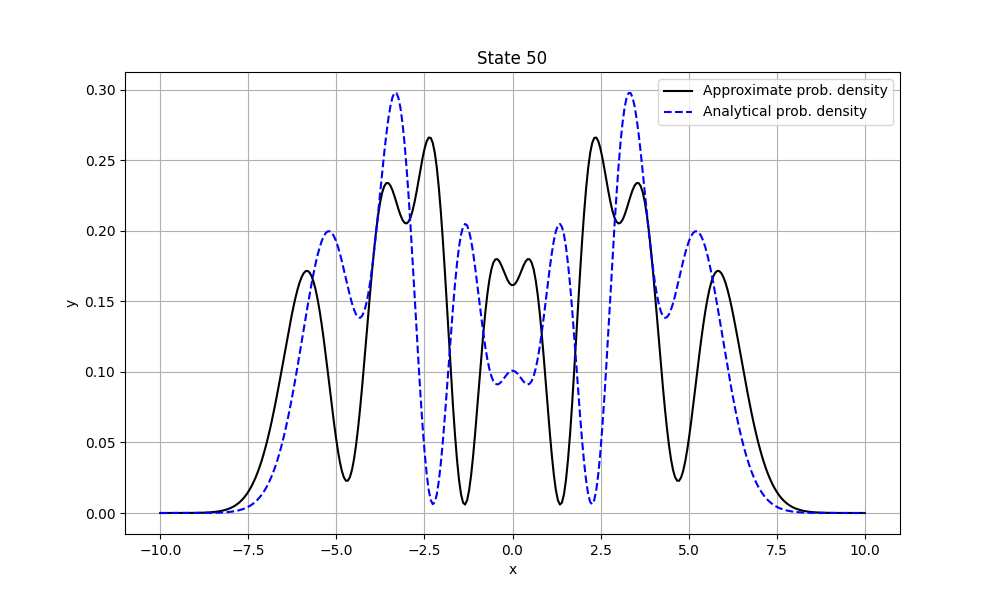 State 50
Approximate prob. density
Analytical prob. density
y
0.30
0.25
0.20
0.15
0.10
0.05
0.00
−10.0 −7.5 −5.0 −2.5 0.0 2.5 5.0 7.5 10.0
x